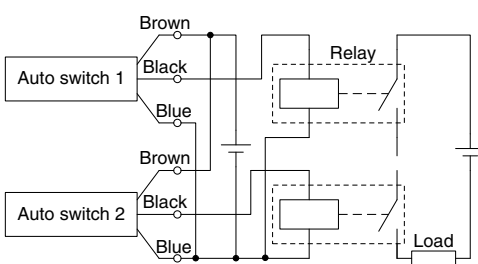 Brown
Relay
Auto switch 1
Black
Blue
Brown
Auto switch 2
Black
Blue
Load